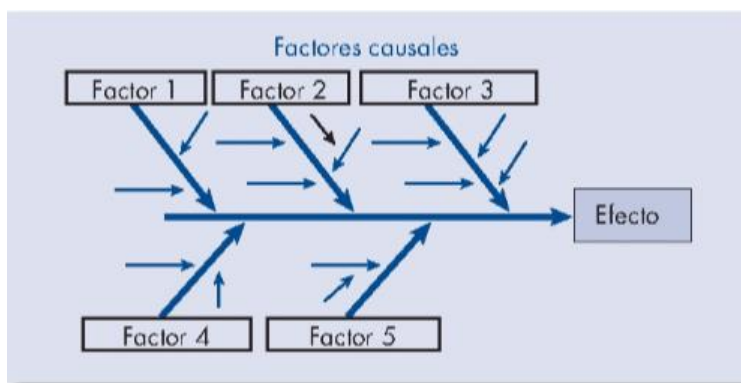 Factores causales
Factor 1
Factor 2
Factor 3
Efecto
Factor 4
Factor 5